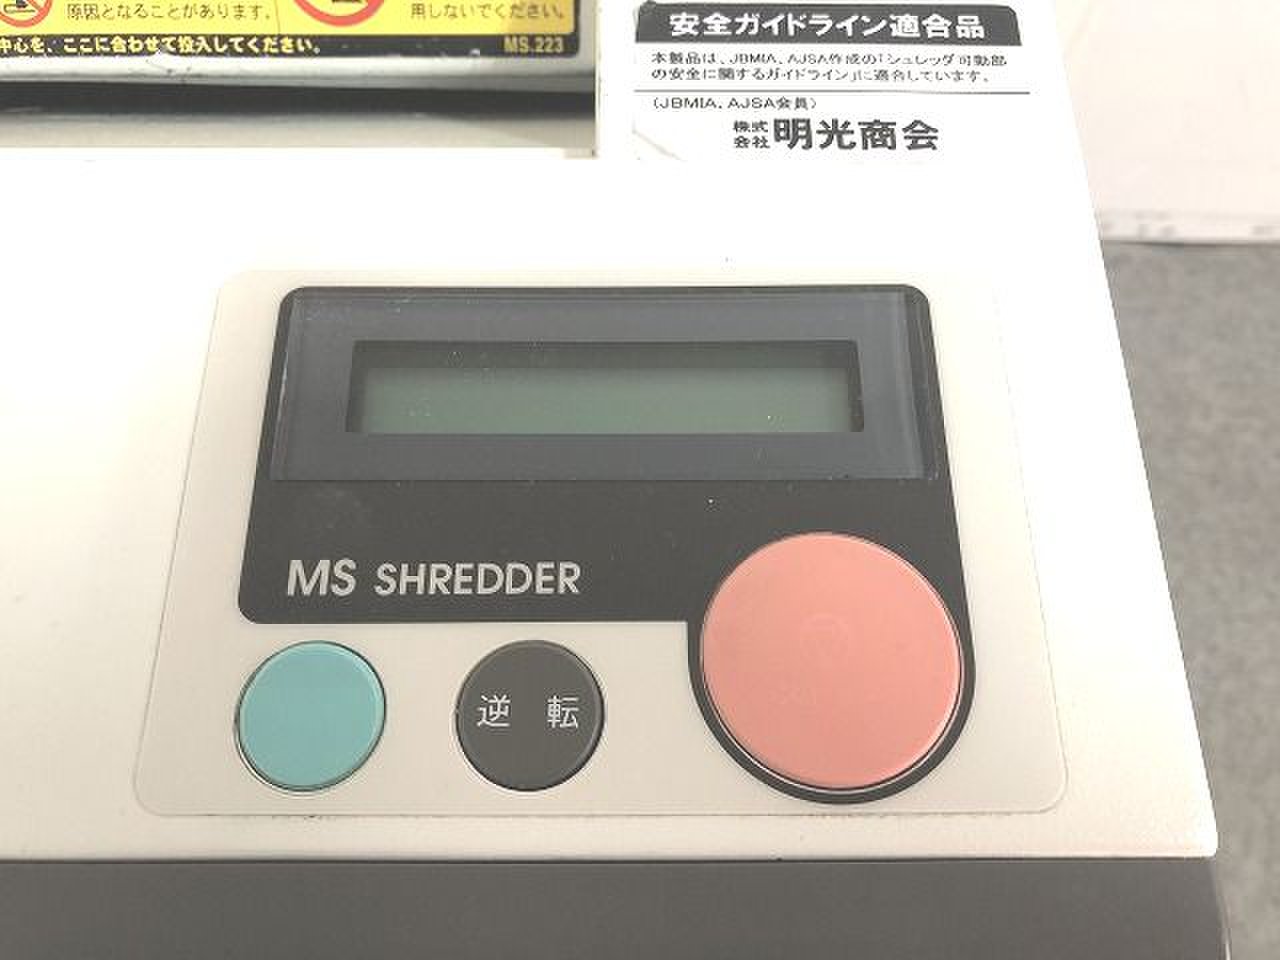 原因となることがあります。
用しないでください。
中心を、ここに合わせて投入してください。
MS.223
安全ガイドライン適合品
本製品は、JBMIA、AJSA作成の「シュレッダ可動部
の安全に関するガイドライン」に適合しています。
(JBMIA、AJSA会員)
株式会社 明光商会
MS SHREDDER
逆 転